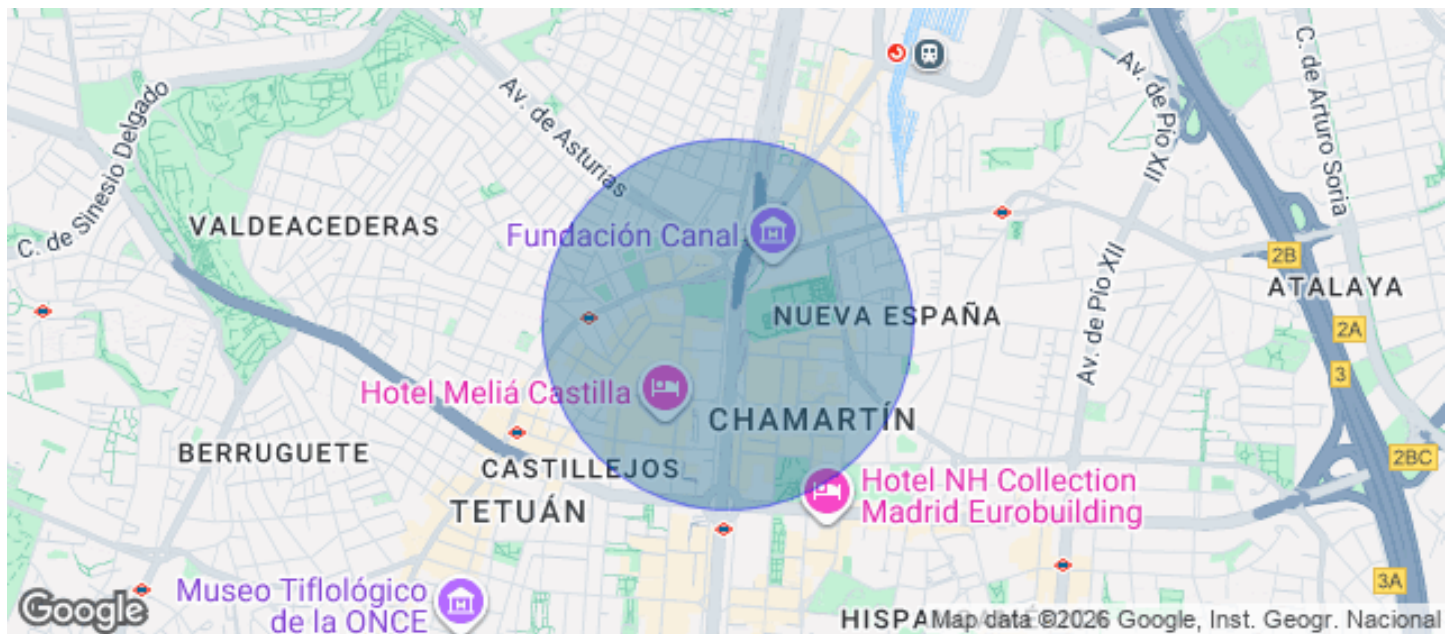 C. de Sinesio Delgado
Av. de Asturias
Av. de Pío XII
C. de Arturo Soria
VALDEACEDERAS
Fundación Canal
2B
ATALAYA
NUEVA ESPAÑA
2A
Av. de Pío XII
3
Hotel Meliá Castilla
CHAMARTÍN
BERRUGUETE
CASTILLEJOS
2BC
TETUÁN
Hotel NH Collection
Madrid Eurobuilding
Museo Tiflológico
de la ONCE
3A
Google
HISPA
Map data ©2026 Google, Inst. Geogr. Nacional